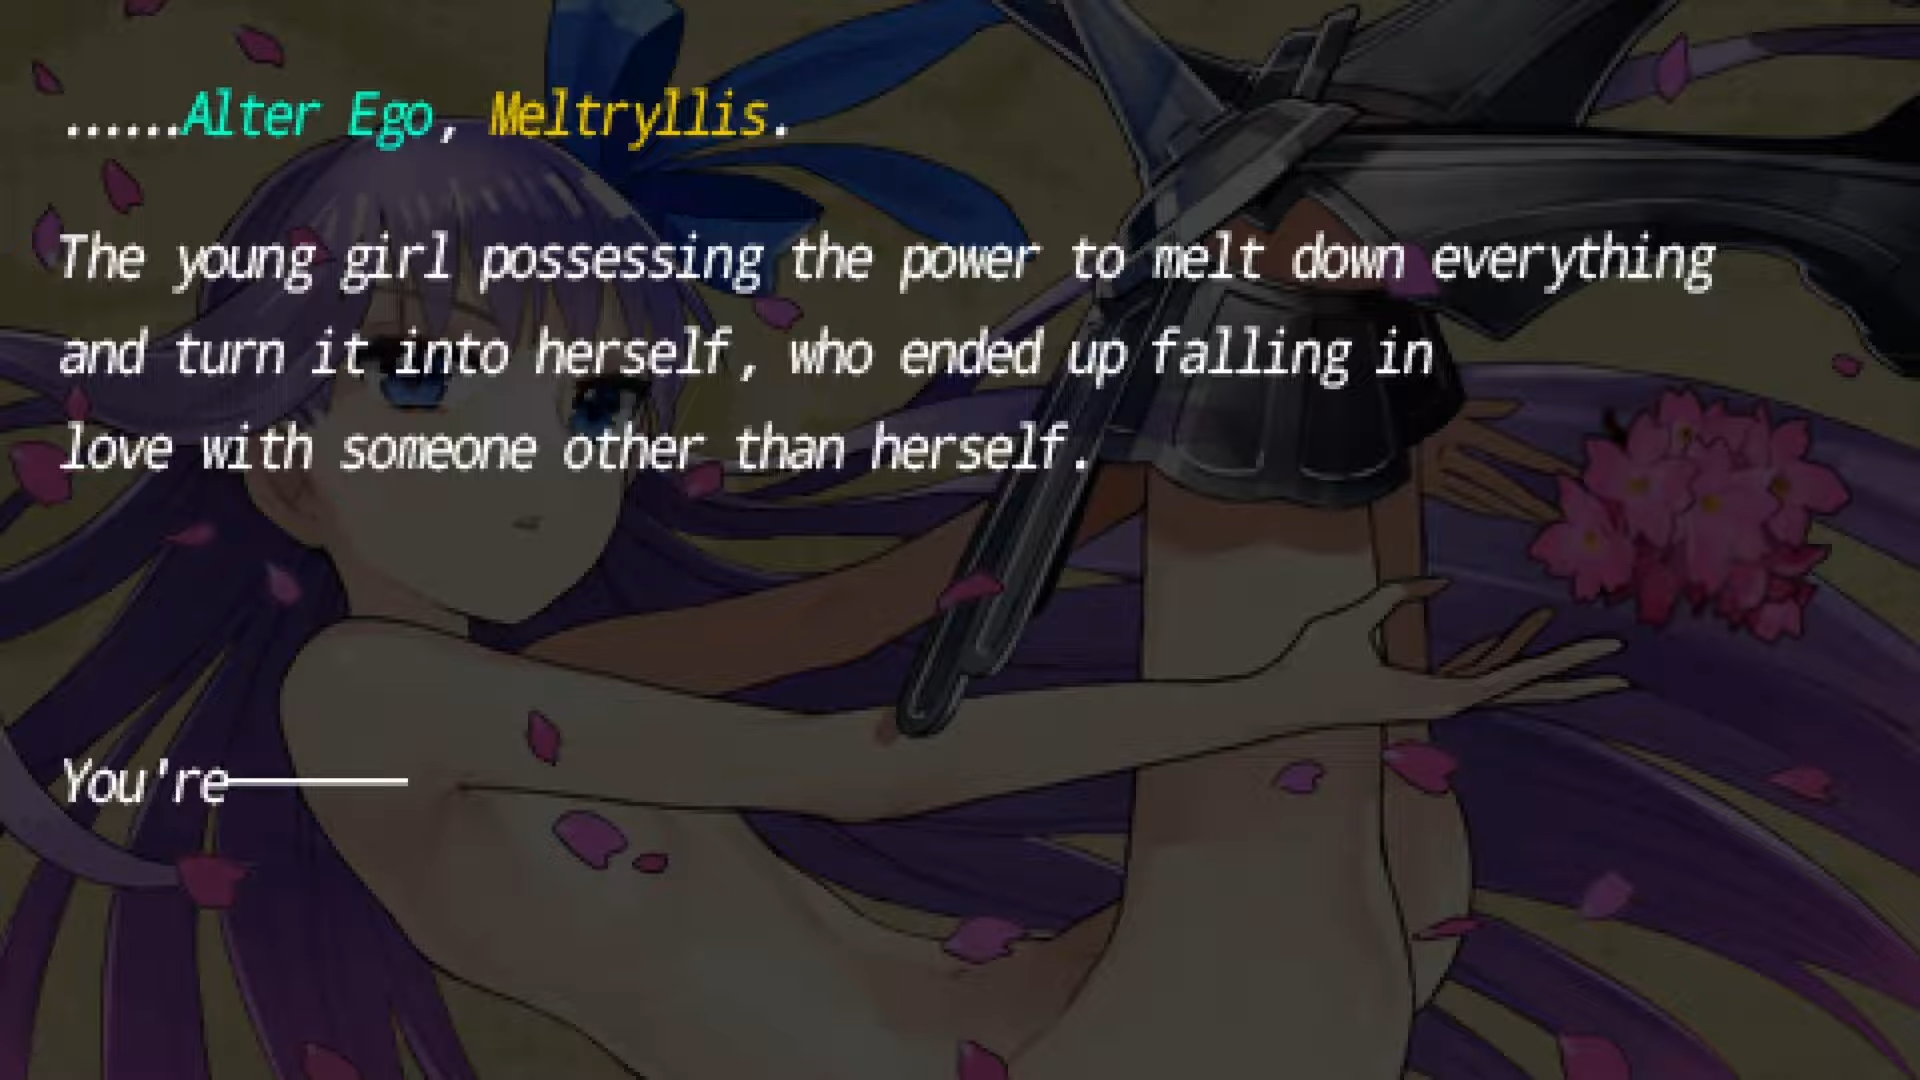 ......Alter Ego, Meltryllis.
The young girl possessing the power to melt down everything
and turn it into herself, who ended up falling in
love with someone other than herself.
You're———